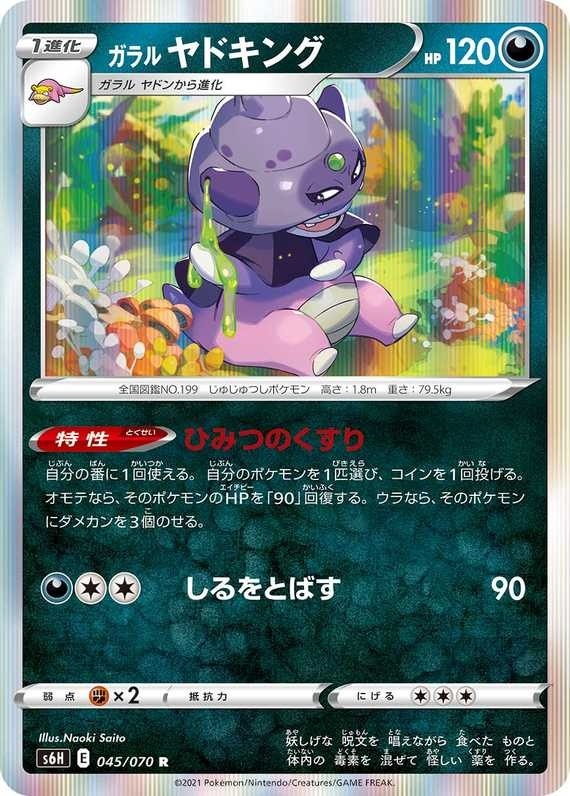 1進化
ガラル ヤドキング
HP 120
ガラル ヤドンから進化
全国図鑑NO.199 じゅじゅつしポケモン 高さ:1.8m 重さ:79.5kg
特性 とくせい ひみつのくすり
自分の番に1回使える。自分のポケモンを1匹選び、コインを1回投げる。
オモテなら、そのポケモンのHPを「90」回復する。ウラなら、そのポケモン
にダメカンを3個のせる。
しるをとばす 90
弱点 ×2 抵抗力 にげる
Illus.Naoki Saito
s6H E 045/070 R
妖しげな 呪文を 唱えながら 食べた ものと
体内の 毒素を 混ぜて 怪しい 薬を 作る。
©2021 Pokémon/Nintendo/Creatures/GAME FREAK.